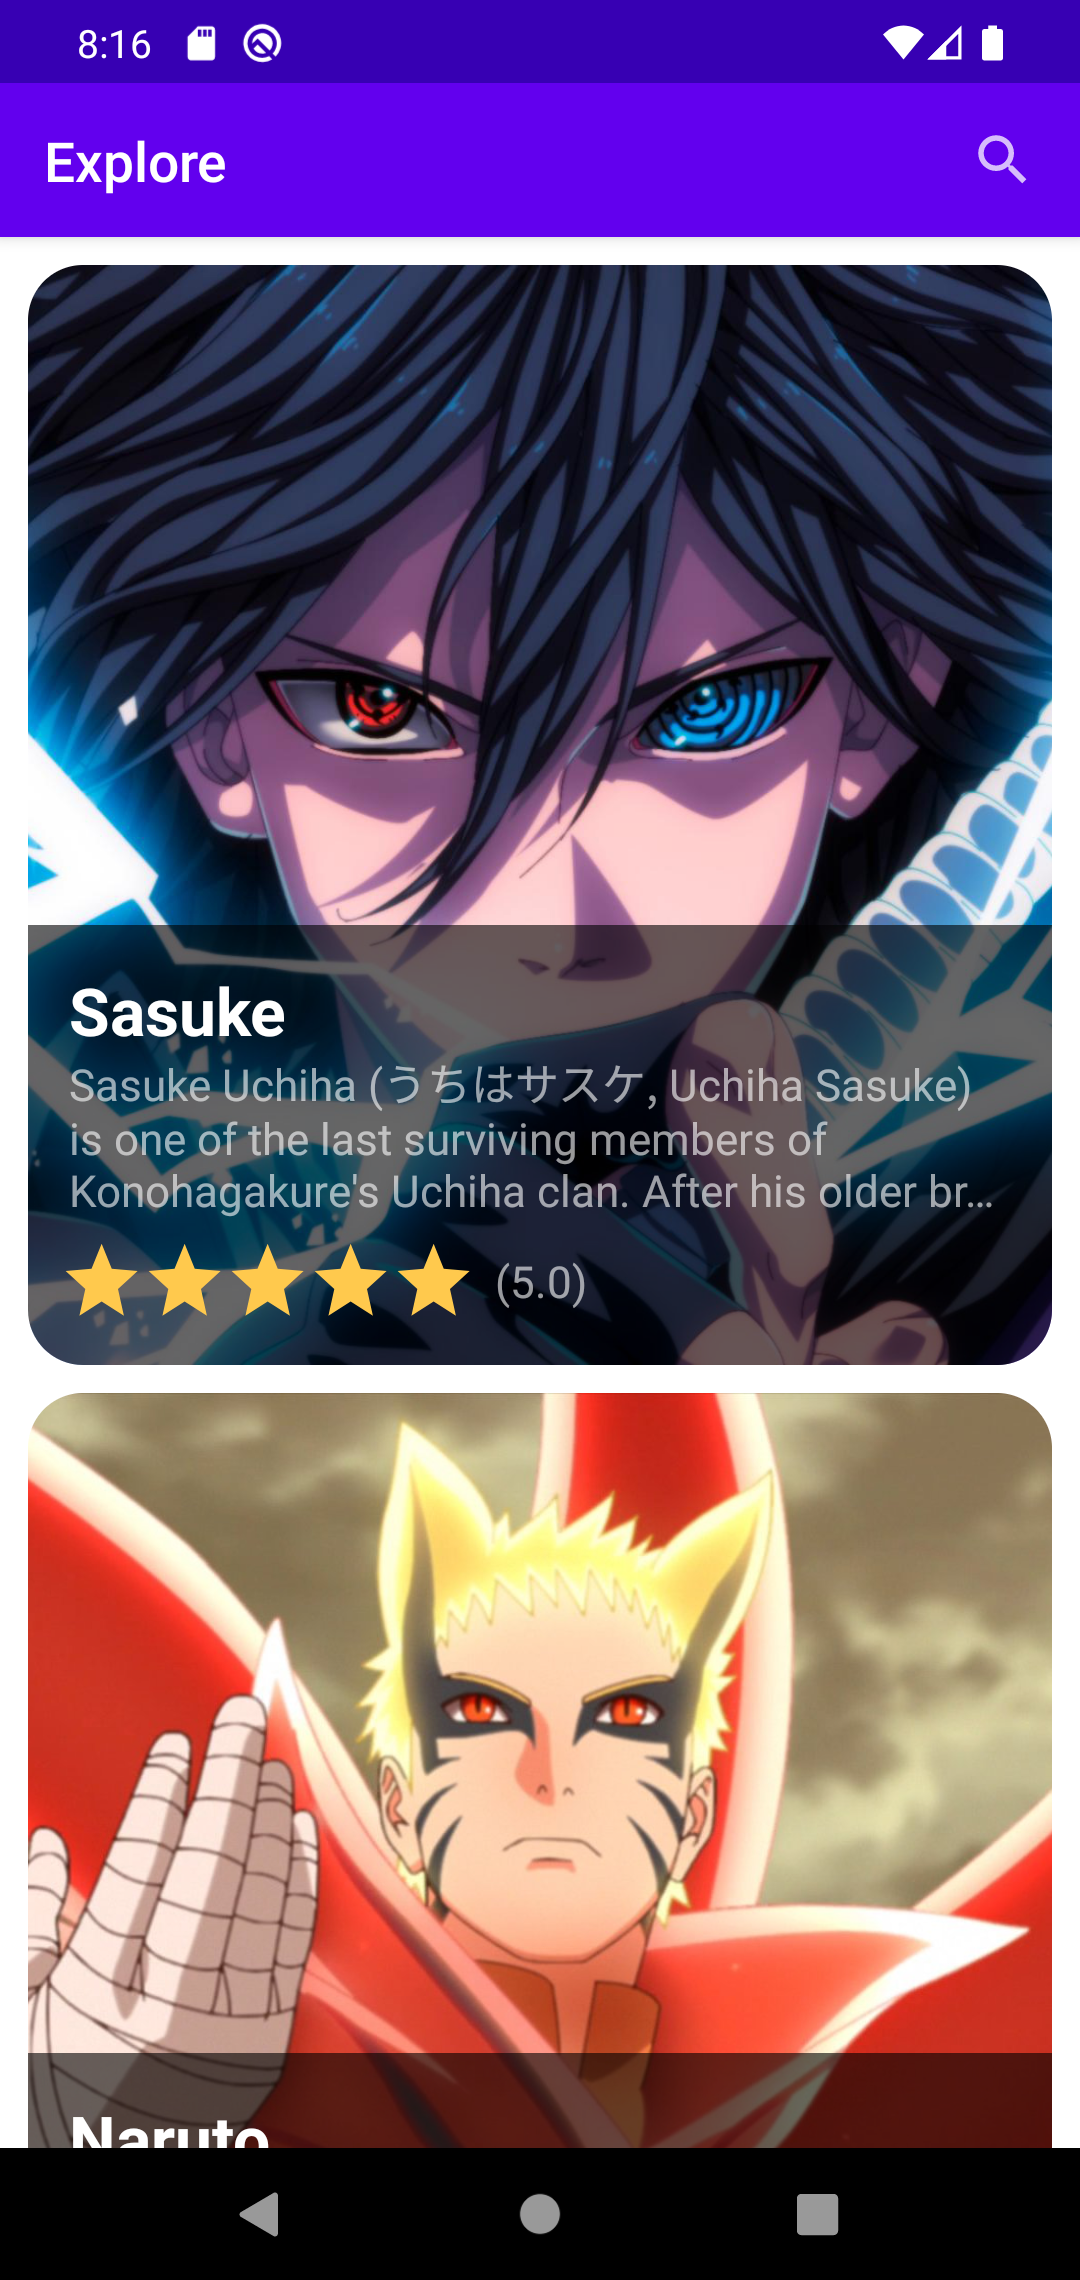 8:16
Explore
Sasuke
Sasuke Uchiha (うちはサスケ, Uchiha Sasuke)
is one of the last surviving members of
Konohagakure's Uchiha clan. After his older br...
(5.0)
Naruto